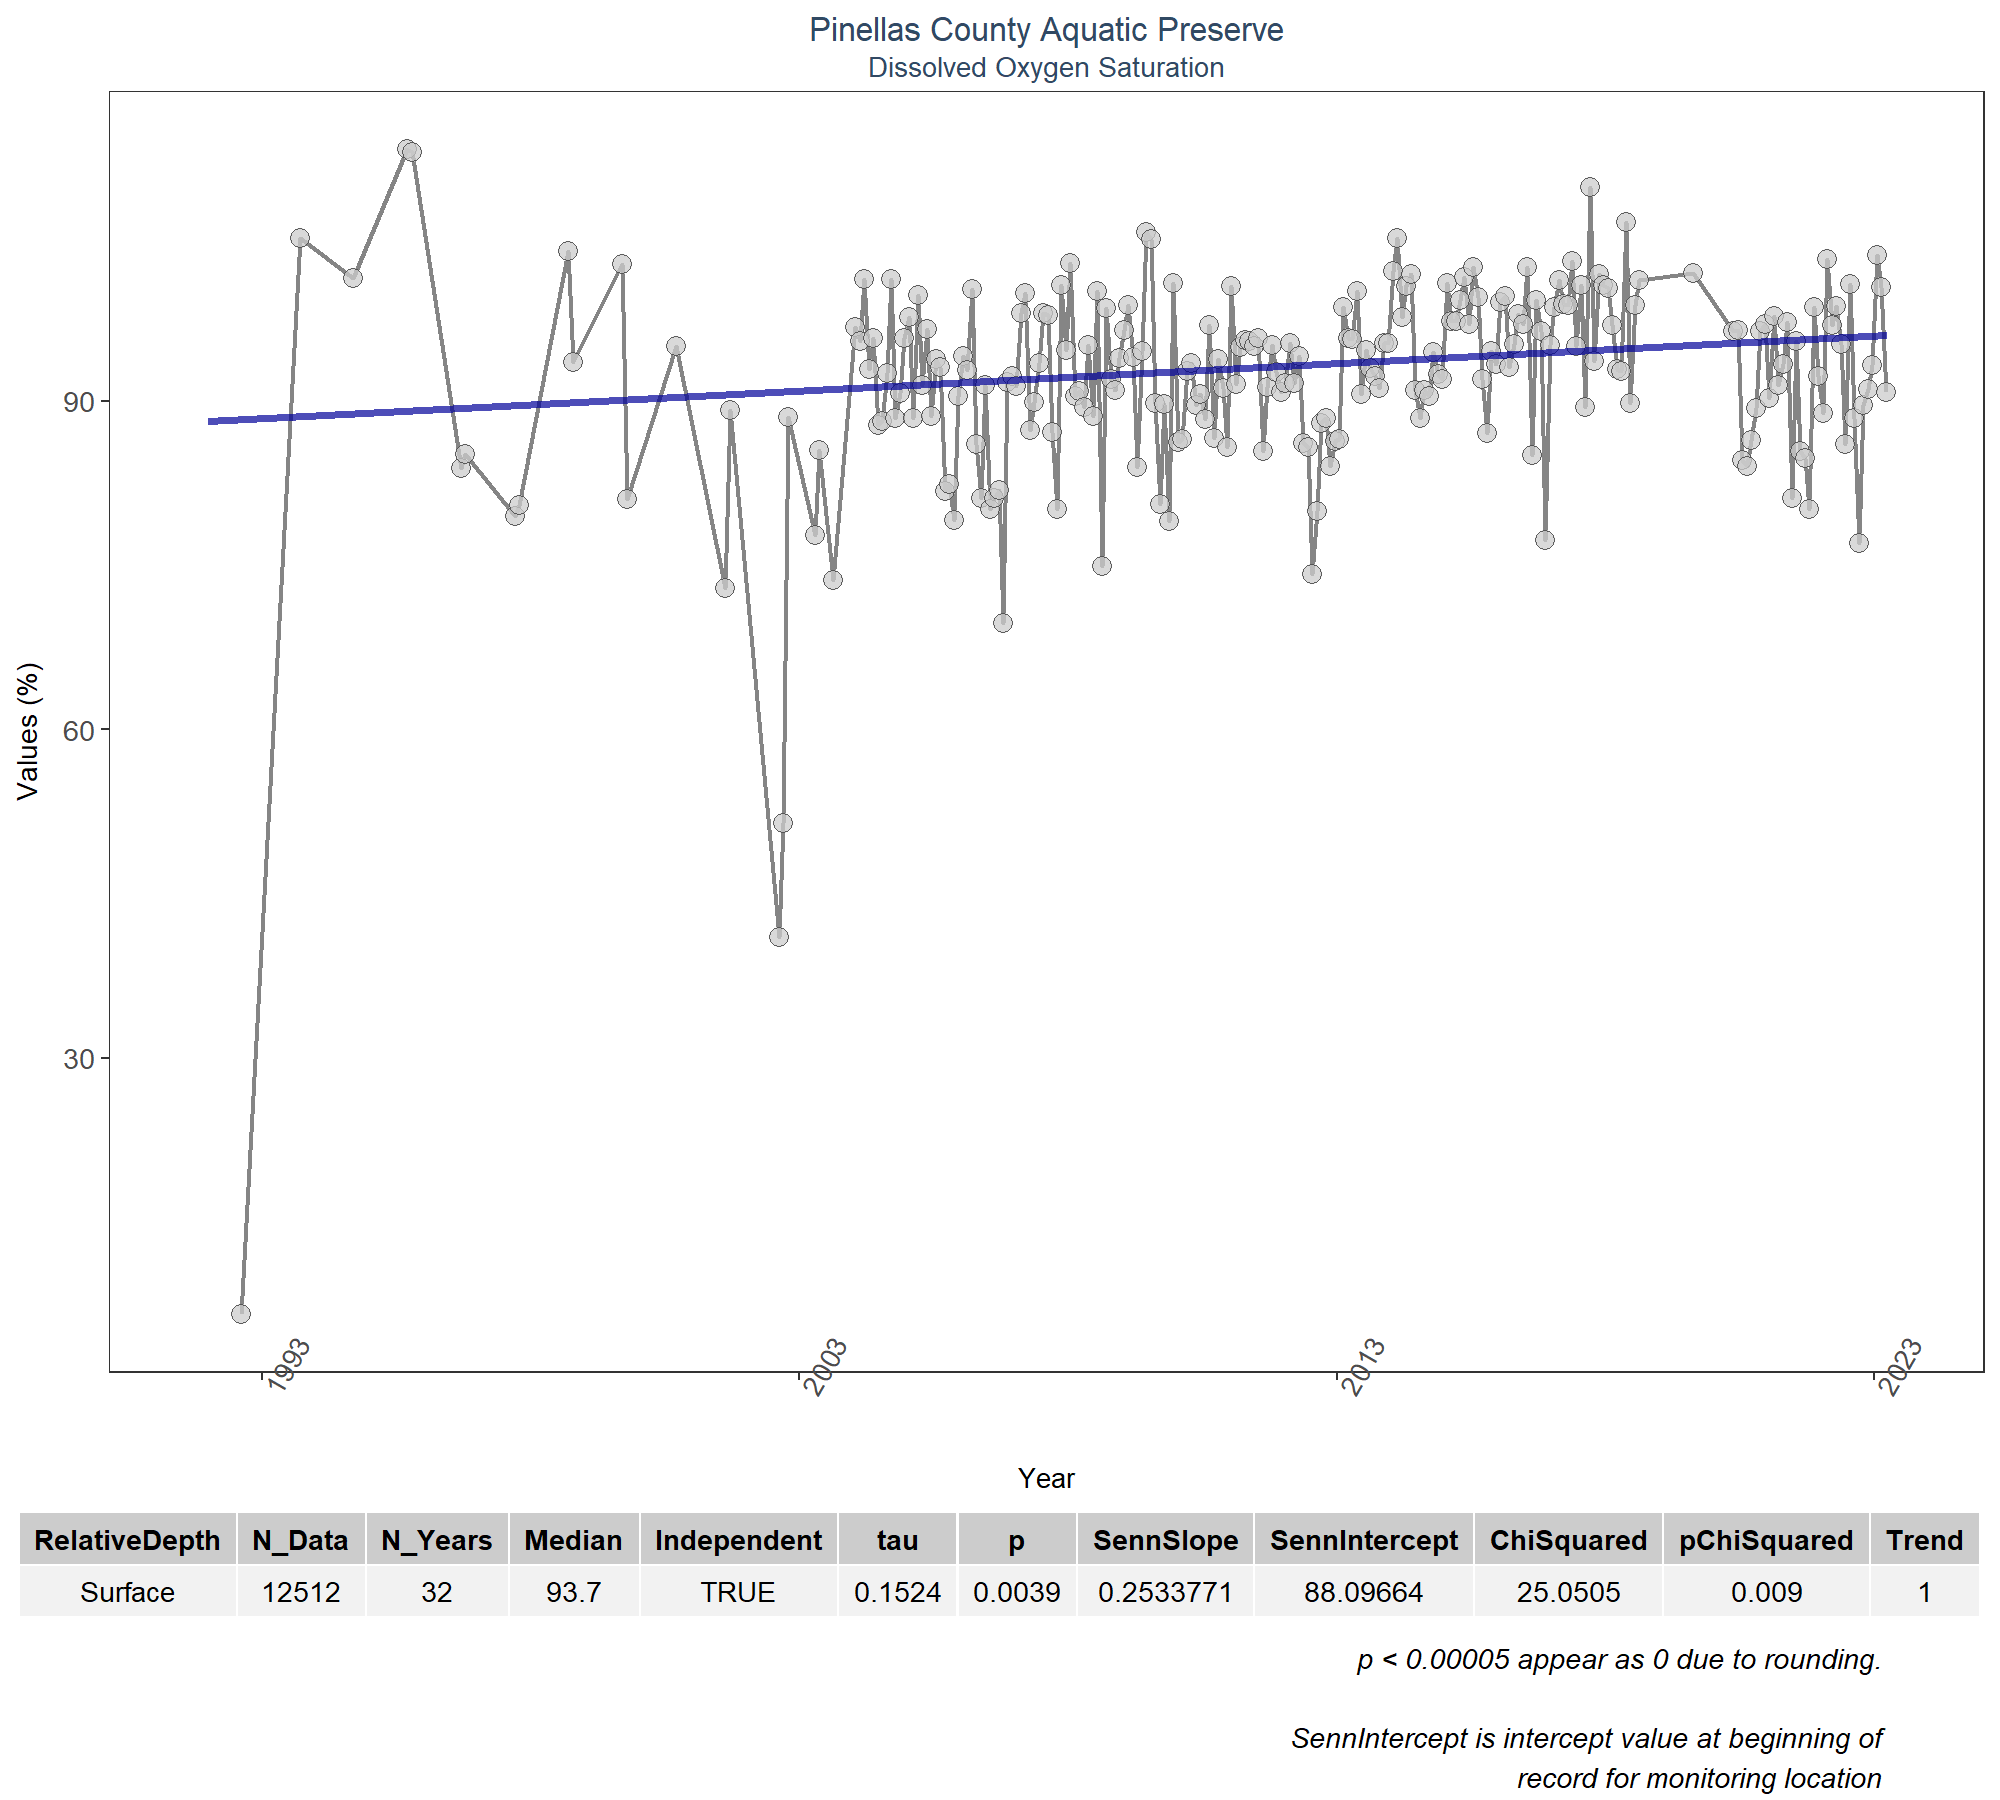 Pinellas County Aquatic Preserve
Dissolved Oxygen Saturation
Values (%)
90
60
30
1993
2003
2013
2023
Year
RelativeDepth N_Data N_Years Median Independent tau p SennSlope SennIntercept ChiSquared pChiSquared Trend
Surface 12512 32 93.7 TRUE 0.1524 0.0039 0.2533771 88.09664 25.0505 0.009 1
p < 0.00005 appear as 0 due to rounding.
SennIntercept is intercept value at beginning of
record for monitoring location